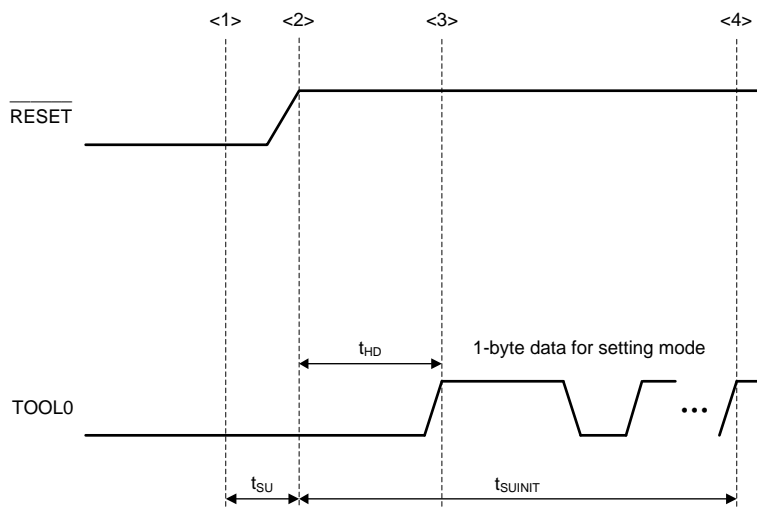 <1> <2> <3> <4>
RESET
tHD 1-byte data for setting mode
TOOL0
tSU tSUINIT